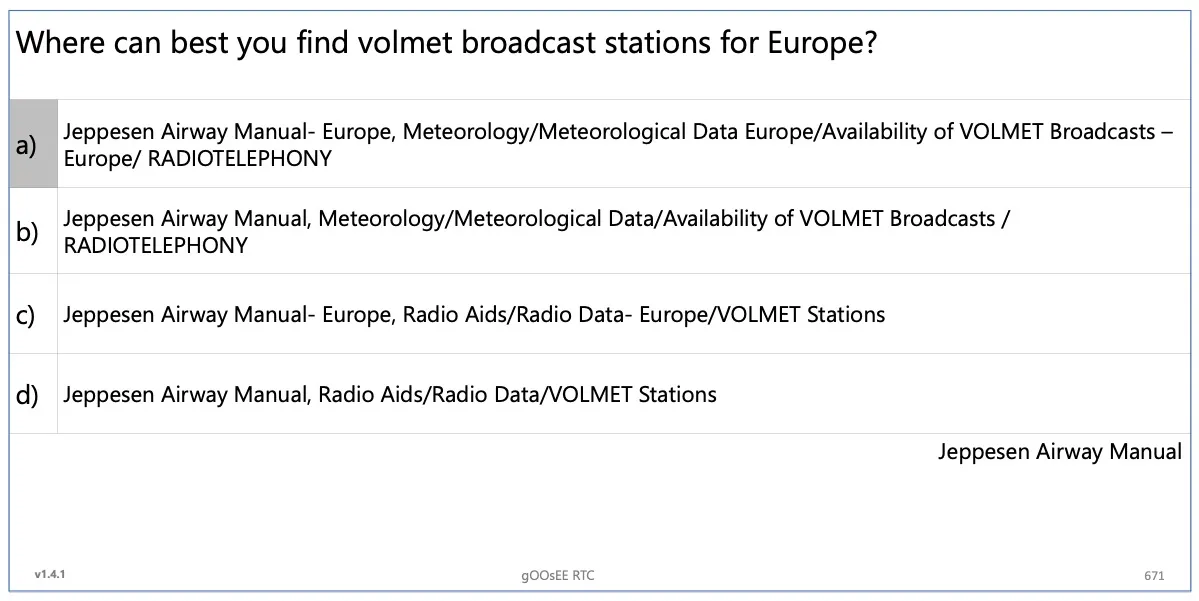 Where can best you find volmet broadcast stations for Europe?
a) Jeppesen Airway Manual- Europe, Meteorology/Meteorological Data Europe/Availability of VOLMET Broadcasts –
Europe/ RADIOTELEPHONY
b) Jeppesen Airway Manual, Meteorology/Meteorological Data/Availability of VOLMET Broadcasts /
RADIOTELEPHONY
c) Jeppesen Airway Manual- Europe, Radio Aids/Radio Data- Europe/VOLMET Stations
d) Jeppesen Airway Manual, Radio Aids/Radio Data/VOLMET Stations
Jeppesen Airway Manual
v1.4.1 gOOsEE RTC 671